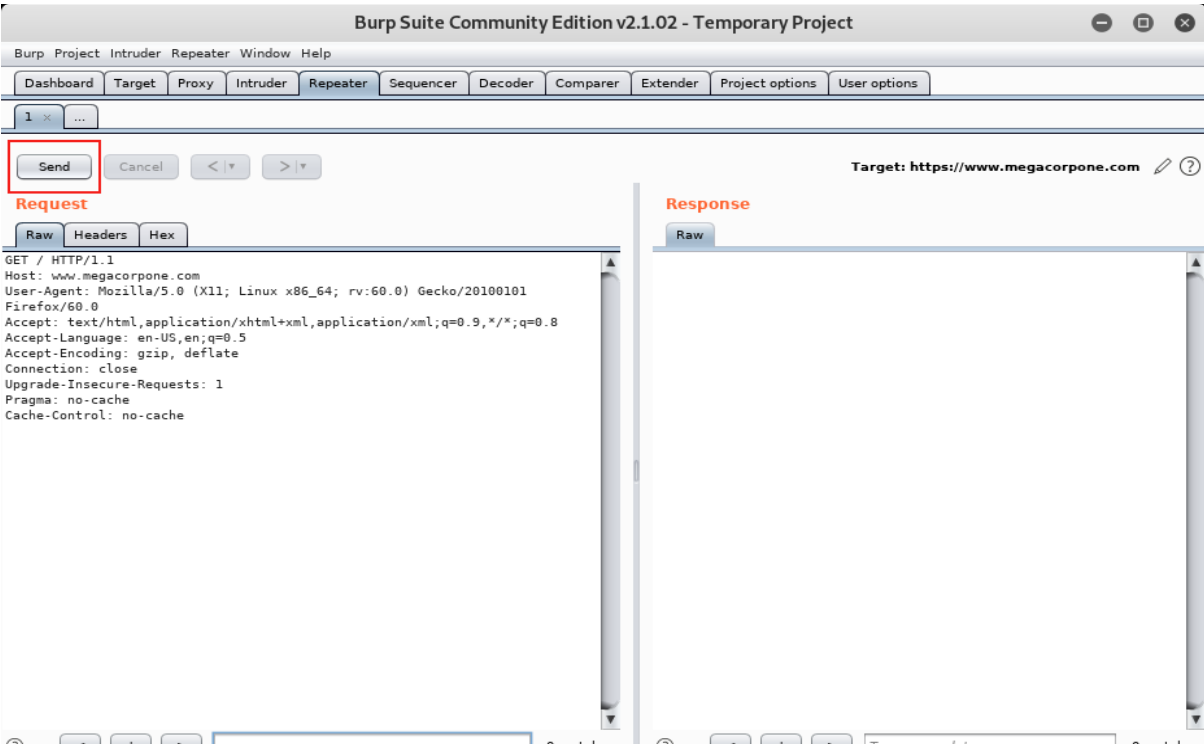 Burp Suite Community Edition v2.1.02 - Temporary Project
Burp Project Intruder Repeater Window Help
Dashboard Target Proxy Intruder Repeater Sequencer Decoder Comparer Extender Project options User options
1 × ...
Send Cancel < | ▾ > | ▾ Target: https://www.megacorpone.com ?
Request Response
Raw Headers Hex Raw
GET / HTTP/1.1
Host: www.megacorpone.com
User-Agent: Mozilla/5.0 (X11; Linux x86_64; rv:60.0) Gecko/20100101
Firefox/60.0
Accept: text/html,application/xhtml+xml,application/xml;q=0.9,*/*;q=0.8
Accept-Language: en-US,en;q=0.5
Accept-Encoding: gzip, deflate
Connection: close
Upgrade-Insecure-Requests: 1
Pragma: no-cache
Cache-Control: no-cache